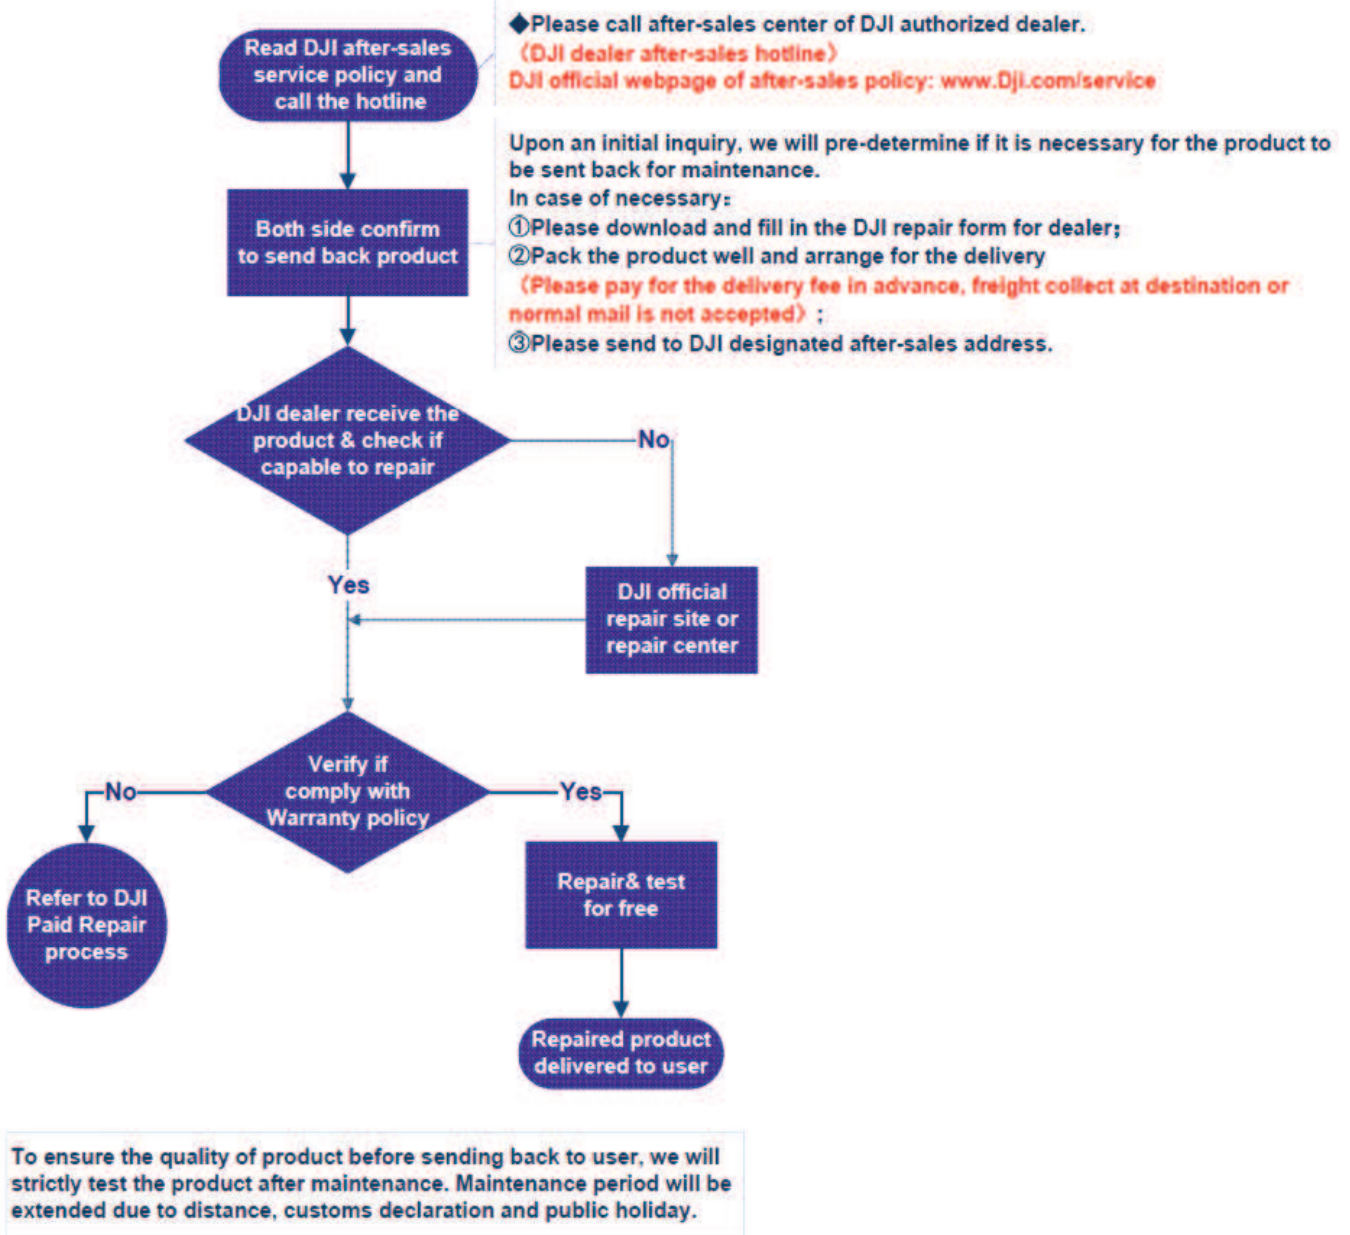 Read DJI after-sales
service policy and
call the hotline
◆Please call after-sales center of DJI authorized dealer.
（DJI dealer after-sales hotline）
DJI official webpage of after-sales policy: www.Dji.com/service
Upon an initial inquiry, we will pre-determine if it is necessary for the product to
be sent back for maintenance.
In case of necessary：
①Please download and fill in the DJI repair form for dealer；
②Pack the product well and arrange for the delivery
（Please pay for the delivery fee in advance, freight collect at destination or
normal mail is not accepted）；
③Please send to DJI designated after-sales address.
Both side confirm
to send back product
DJI dealer receive the
product & check if
capable to repair
No
Yes
DJI official
repair site or
repair center
Verify if
comply with
Warranty policy
No
Yes
Refer to DJI
Paid Repair
process
Repair& test
for free
Repaired product
delivered to user
To ensure the quality of product before sending back to user, we will
strictly test the product after maintenance. Maintenance period will be
extended due to distance, customs declaration and public holiday.